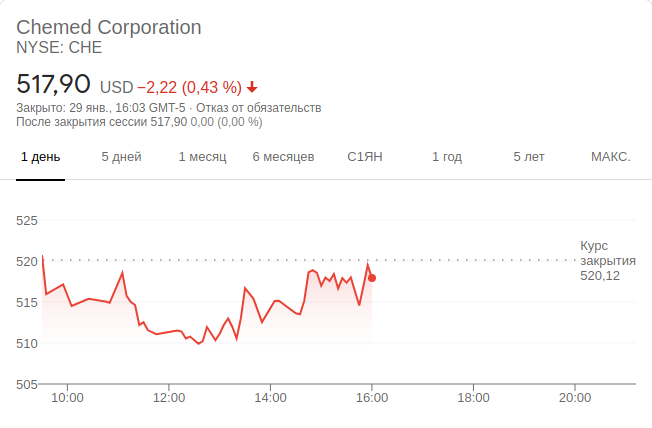 Chemed Corporation
NYSE: CHE
517,90 USD −2,22 (0,43 %)
Закрыто: 29 янв., 16:03 GMT-5 · Отказ от обязательств
После закрытия сессии 517,90 0,00 (0,00 %)
1 день 5 дней 1 месяц 6 месяцев С1ЯН 1 год 5 лет МАКС.
525
520
515
510
505
Курс
закрытия
520,12
10:00 12:00 14:00 16:00 18:00 20:00